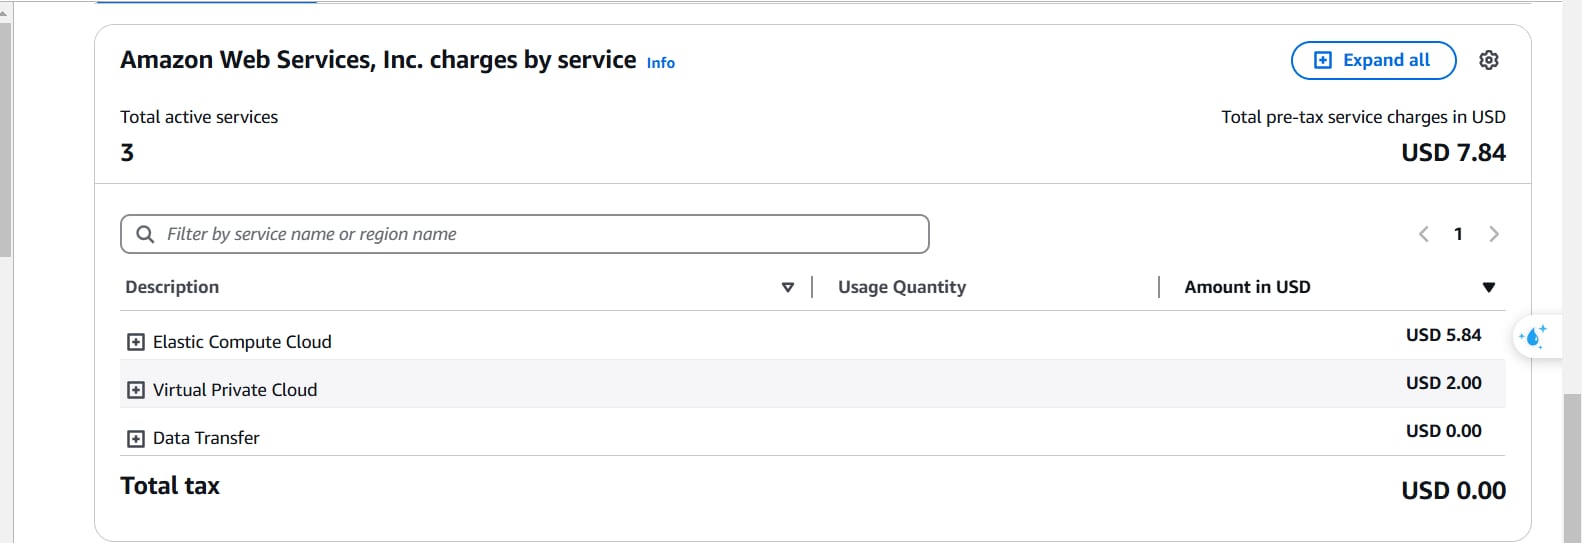 Amazon Web Services, Inc. charges by service Info
Expand all
Total active services
Total pre-tax service charges in USD
3
USD 7.84
Filter by service name or region name
1
Description
Usage Quantity
Amount in USD
Elastic Compute Cloud
USD 5.84
Virtual Private Cloud
USD 2.00
Data Transfer
USD 0.00
Total tax
USD 0.00